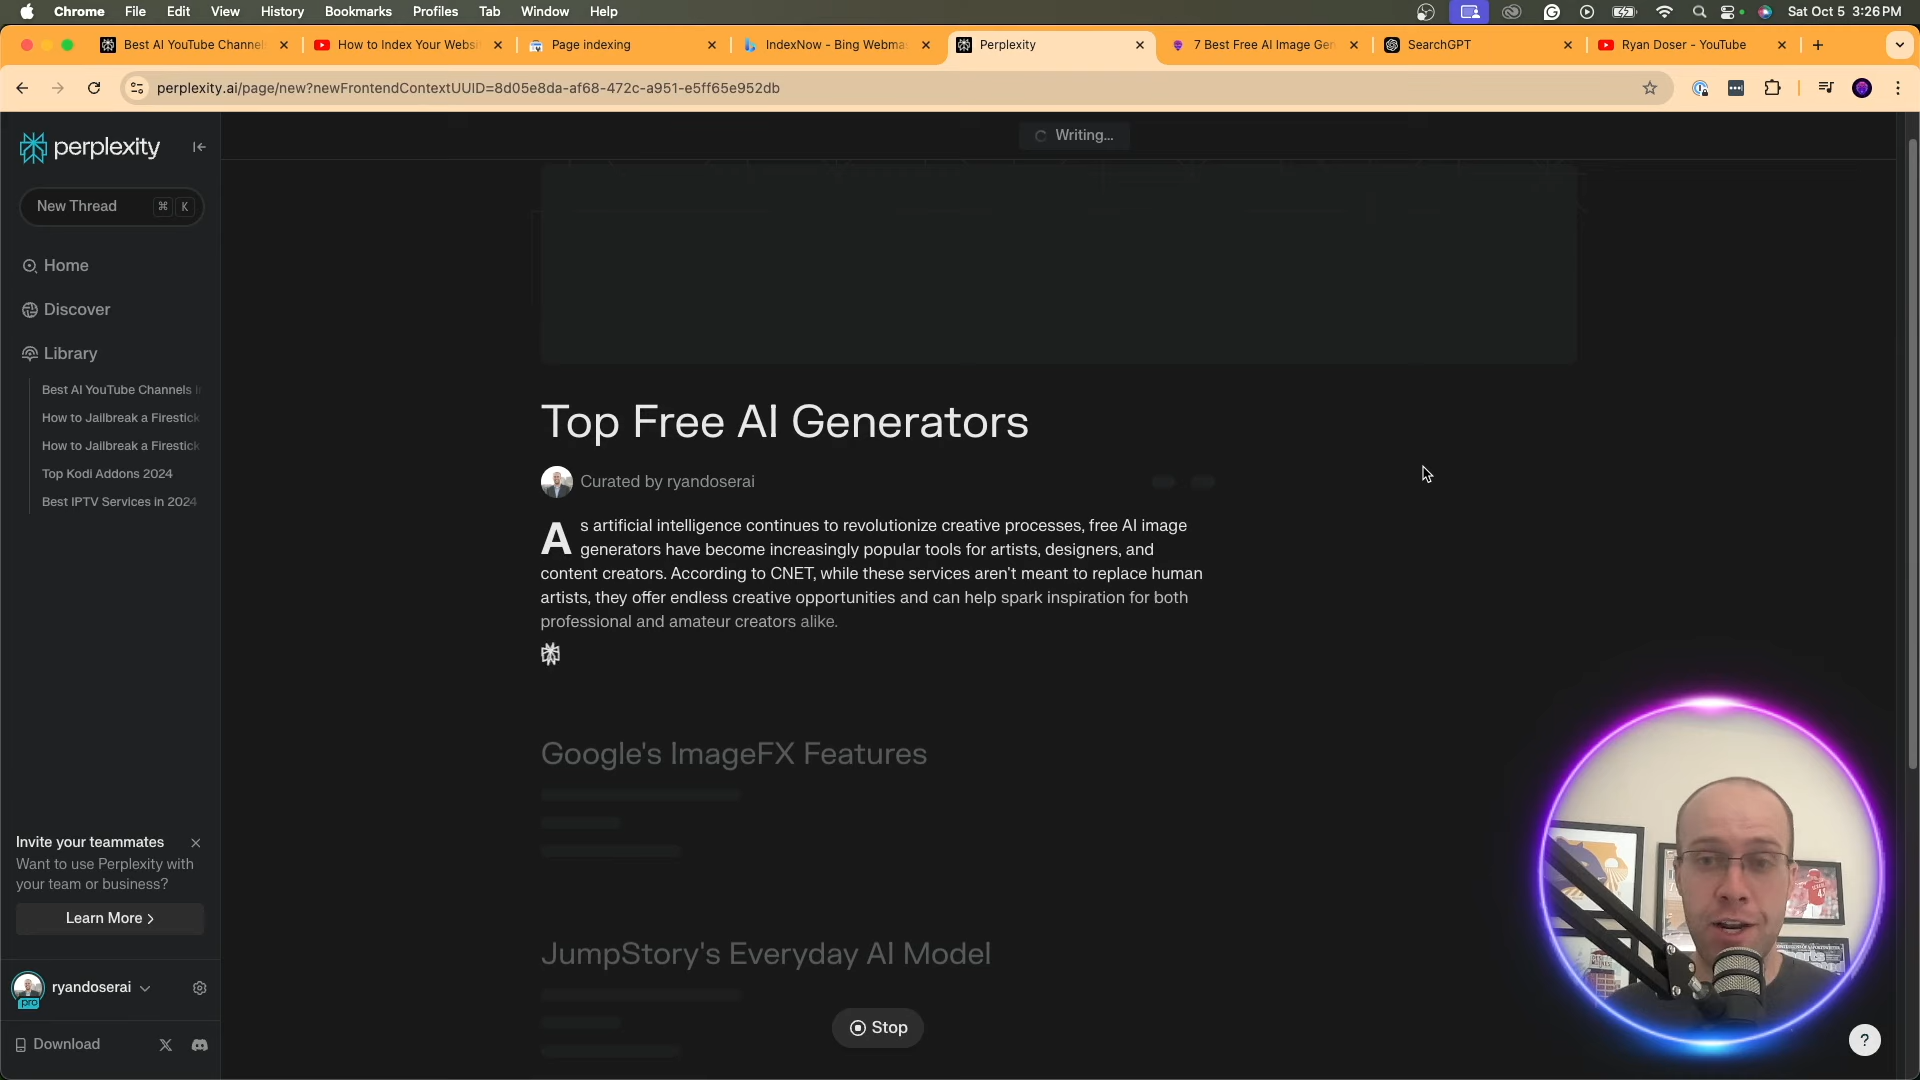 Chrome File Edit View History Bookmarks Profiles Tab Window Help Sat Oct 5 3:26 PM
Best AI YouTube Channel How to Index Your Websi Page indexing IndexNow - Bing Webma Perplexity 7 Best Free AI Image Gen SearchGPT Ryan Doser - YouTube
perplexity.ai/page/new?newFrontendContextUUID=8d05e8da-af68-472c-a951-e5ff65e952db
perplexity
Writing...
New Thread ⌘ K
Home
Discover
Library
Best AI YouTube Channels
How to Jailbreak a Firestick
How to Jailbreak a Firestick
Top Kodi Addons 2024
Best IPTV Services in 2024
Top Free AI Generators
Curated by ryandoserai
As artificial intelligence continues to revolutionize creative processes, free AI image
generators have become increasingly popular tools for artists, designers, and
content creators. According to CNET, while these services aren't meant to replace human
artists, they offer endless creative opportunities and can help spark inspiration for both
professional and amateur creators alike.
Google's ImageFX Features
JumpStory's Everyday AI Model
Stop
Invite your teammates
Want to use Perplexity with
your team or business?
Learn More
ryandoserai
pro
Download
?